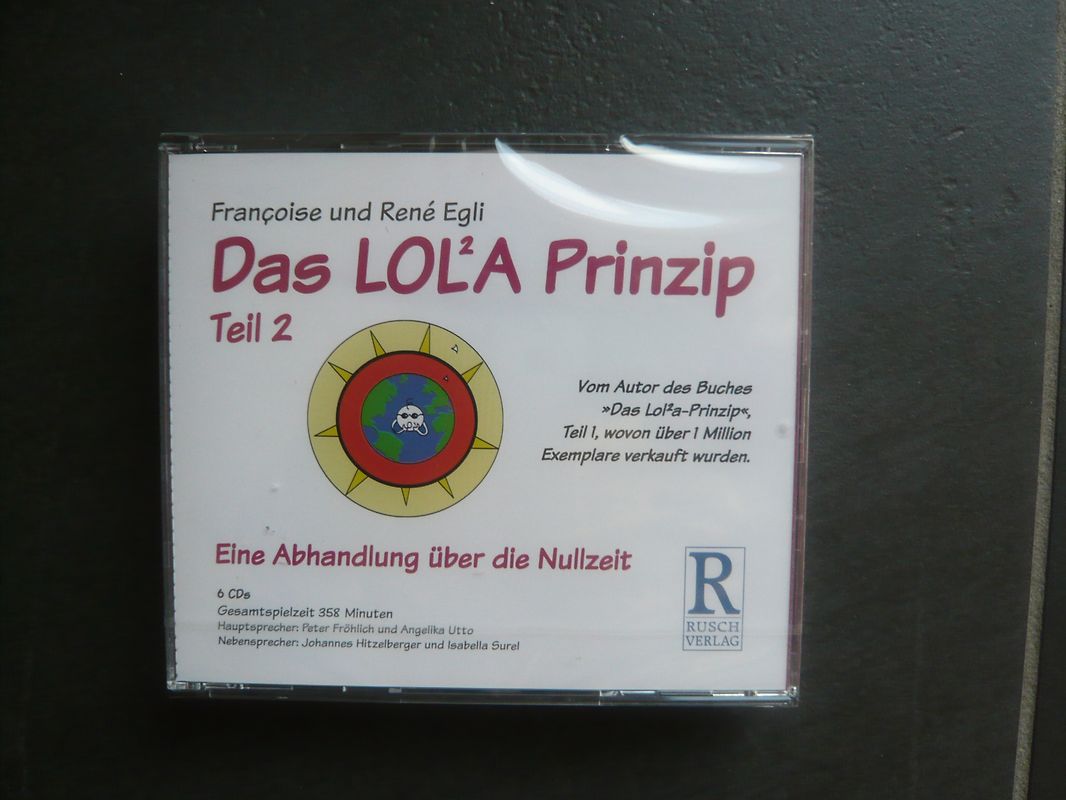 Françoise und René Egli
Das LOL²A Prinzip
Teil 2
Vom Autor des Buches
»Das Lol²a-Prinzip«,
Teil 1, wovon über 1 Million
Exemplare verkauft wurden.
Eine Abhandlung über die Nullzeit
6 CDs
Gesamtspielzeit 358 Minuten
Hauptsprecher: Peter Fröhlich und Angelika Utto
Nebensprecher: Johannes Hitzelberger und Isabella Surel
R
RUSCH
VERLAG